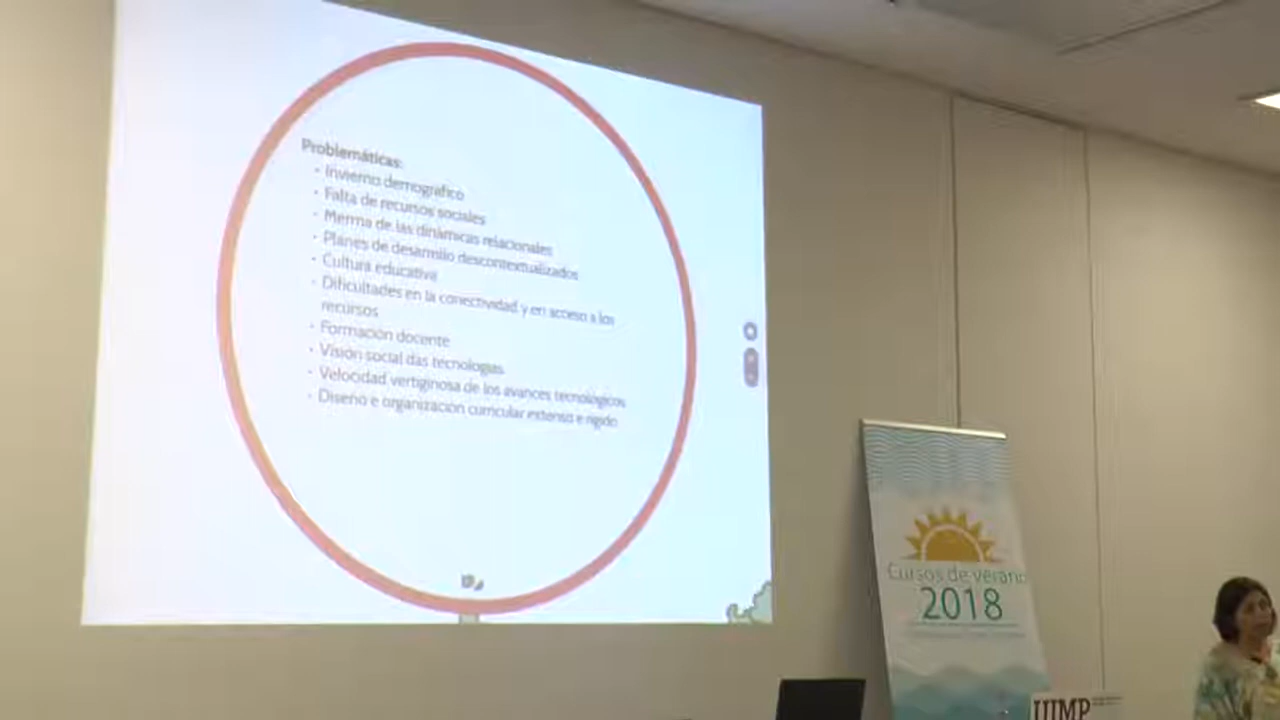 Problemáticas:
· Invierno demográfico
· Falta de recursos sociales
· Merma de las dinámicas relacionales
· Planes de desarrollo descontextualizados
· Cultura educativa
· Dificultades en la conectividad y en acceso a los
recursos
· Formación docente
· Visión social das tecnologías
· Velocidad vertiginosa de los avances tecnológicos
· Diseño e organización curricular extenso e rígido
Cursos de verano
2018
UIMP